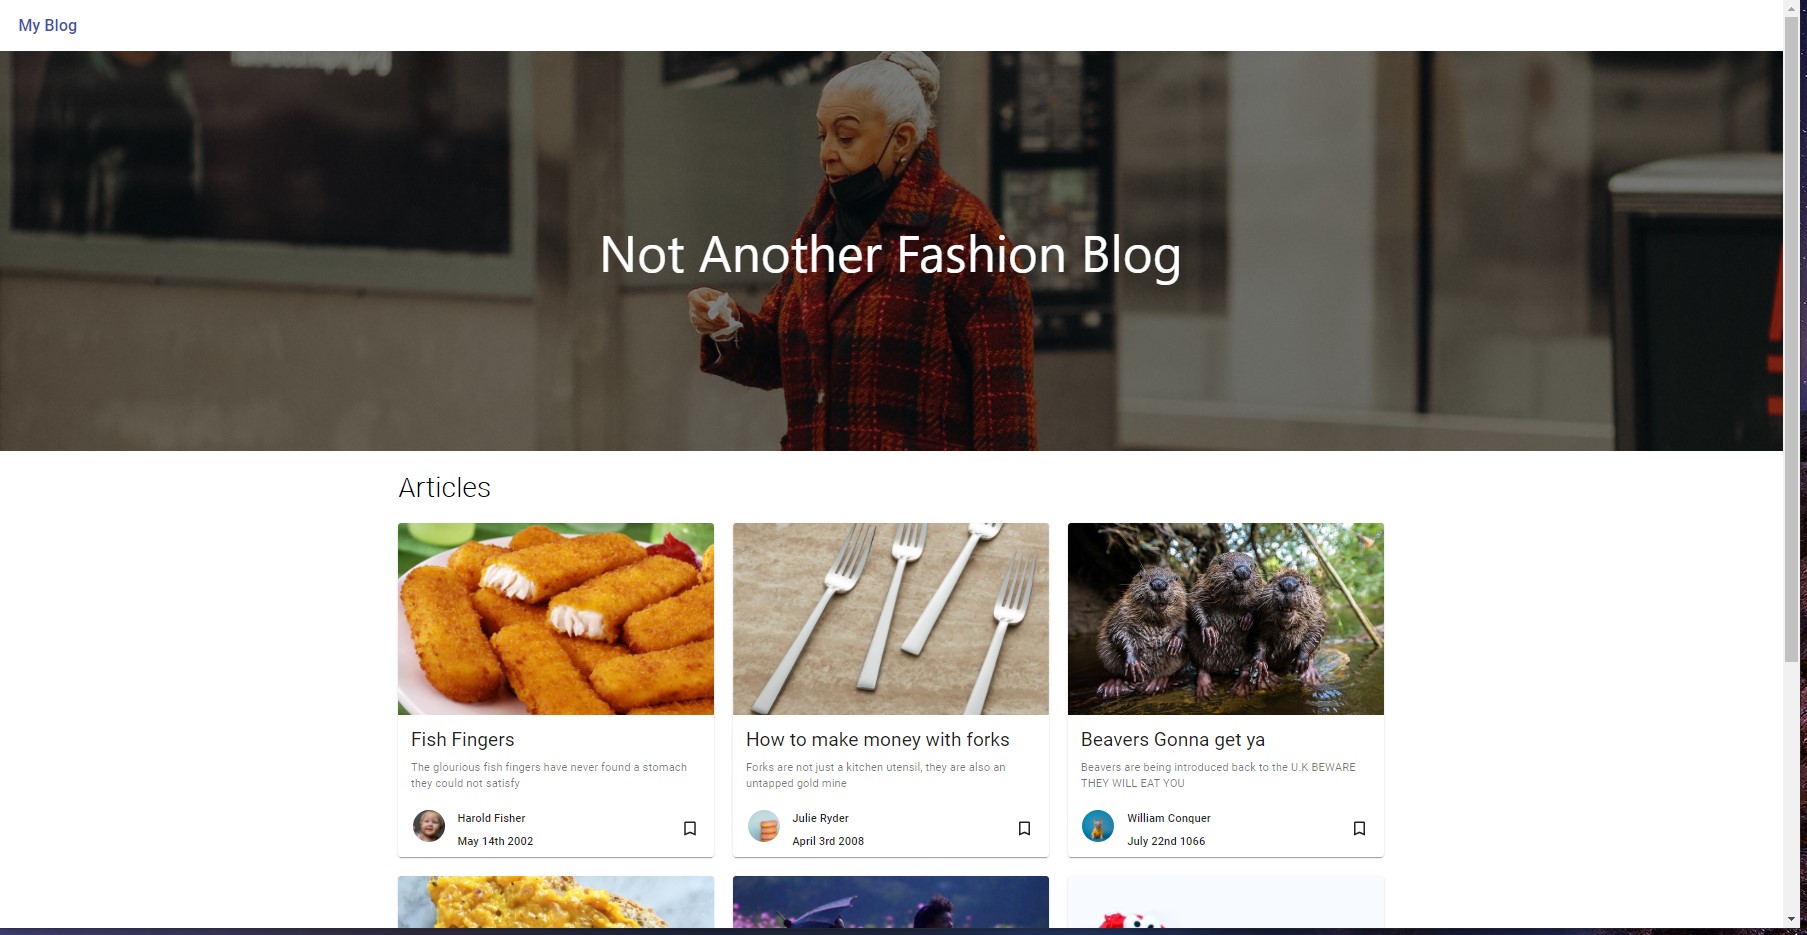 My Blog
Not Another Fashion Blog
Articles
Fish Fingers
The glourious fish fingers have never found a stomach
they could not satisfy
Harold Fisher
May 14th 2002
How to make money with forks
Forks are not just a kitchen utensil, they are also an
untapped gold mine
Julie Ryder
April 3rd 2008
Beavers Gonna get ya
Beavers are being introduced back to the U.K BEWARE
THEY WILL EAT YOU
William Conquer
July 22nd 1066